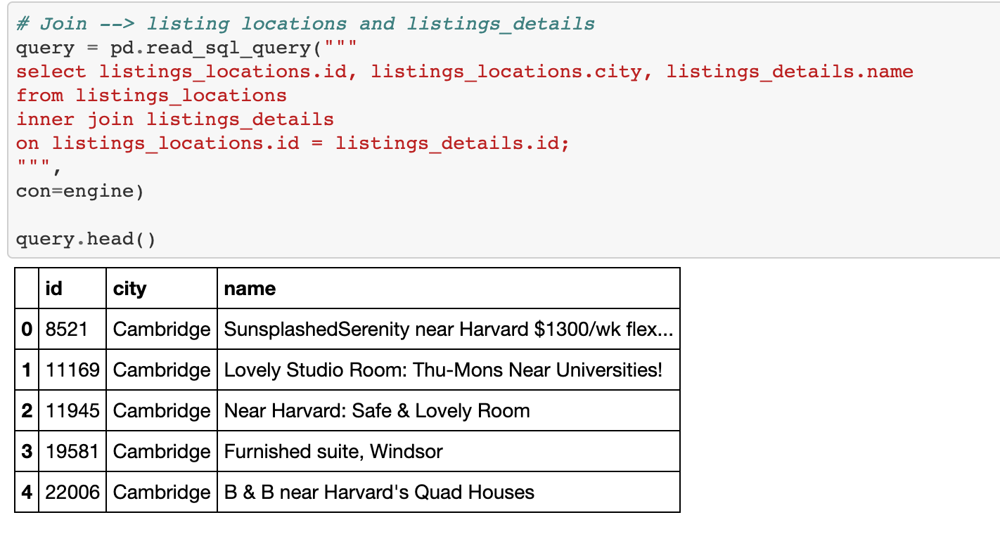 # Join --> listing locations and listings_details
query = pd.read_sql_query("""
select listings_locations.id, listings_locations.city, listings_details.name
from listings_locations
inner join listings_details
on listings_locations.id = listings_details.id;
""",
con=engine)
query.head()
id city name
0 8521 Cambridge SunsplashedSerenity near Harvard $1300/wk flex...
1 11169 Cambridge Lovely Studio Room: Thu-Mons Near Universities!
2 11945 Cambridge Near Harvard: Safe & Lovely Room
3 19581 Cambridge Furnished suite, Windsor
4 22006 Cambridge B & B near Harvard's Quad Houses